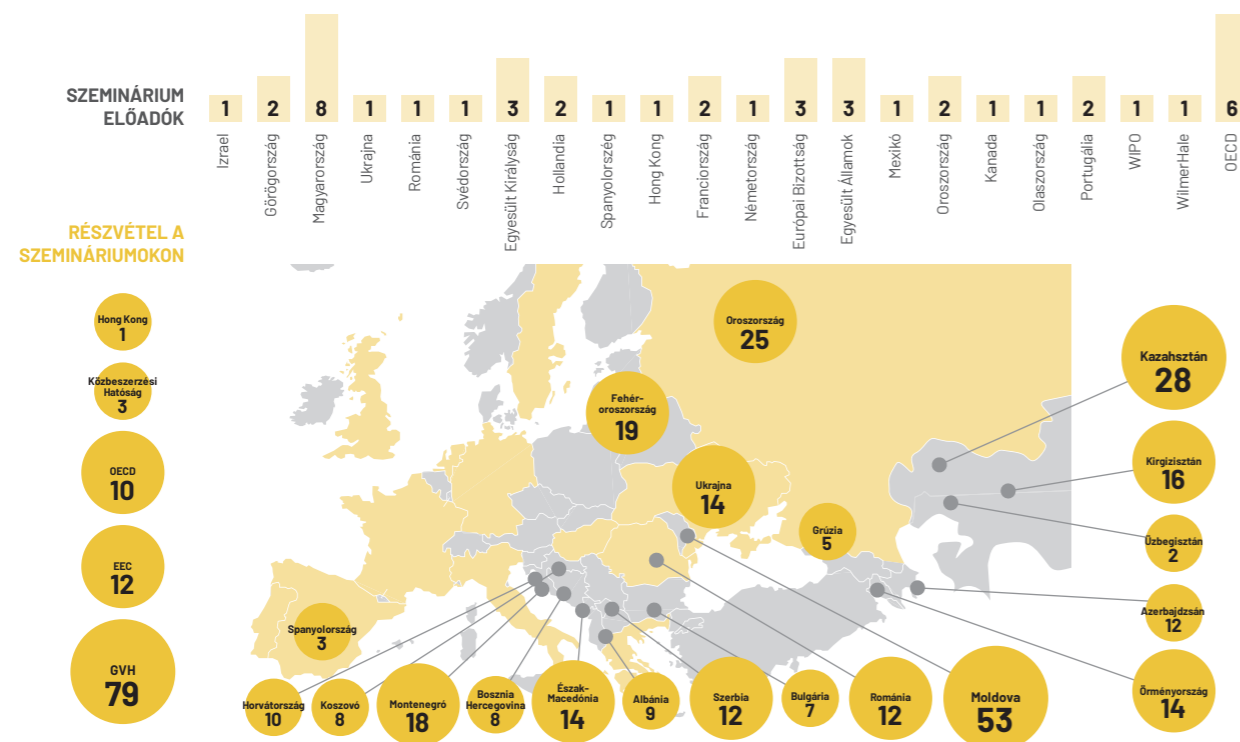 SZEMINÁRIUM
ELŐADÓK
1 2 8 1 1 1 3 2 1 1 2 1 3 3 1 2 1 1 2 1 1 6
Izrael
Görögország
Magyarország
Ukrajna
Románia
Svédország
Egyesült Királyság
Hollandia
Spanyolorszég
Hong Kong
Franciország
Németország
Európai Bizottság
Egyesült Államok
Mexikó
Oroszország
Kanada
Olaszország
Portugália
WIPO
WilmerHale
OECD
RÉSZVÉTEL A
SZEMINÁRIUMOKON
Hong Kong
1
Közbeszerzési
Hatóság
3
OECD
10
EEC
12
GVH
79
Oroszország
25
Fehér-
oroszország
19
Ukrajna
14
Grúzia
5
Spanyolország
3
Kazahsztán
28
Kirgizisztán
16
Üzbegisztán
2
Azerbajdzsán
12
Örményország
14
Horvátország
10
Koszovó
8
Montenegró
18
Bosznia
Hercegovina
8
Észak-
Macedónia
14
Albánia
9
Szerbia
12
Bulgária
7
Románia
12
Moldova
53